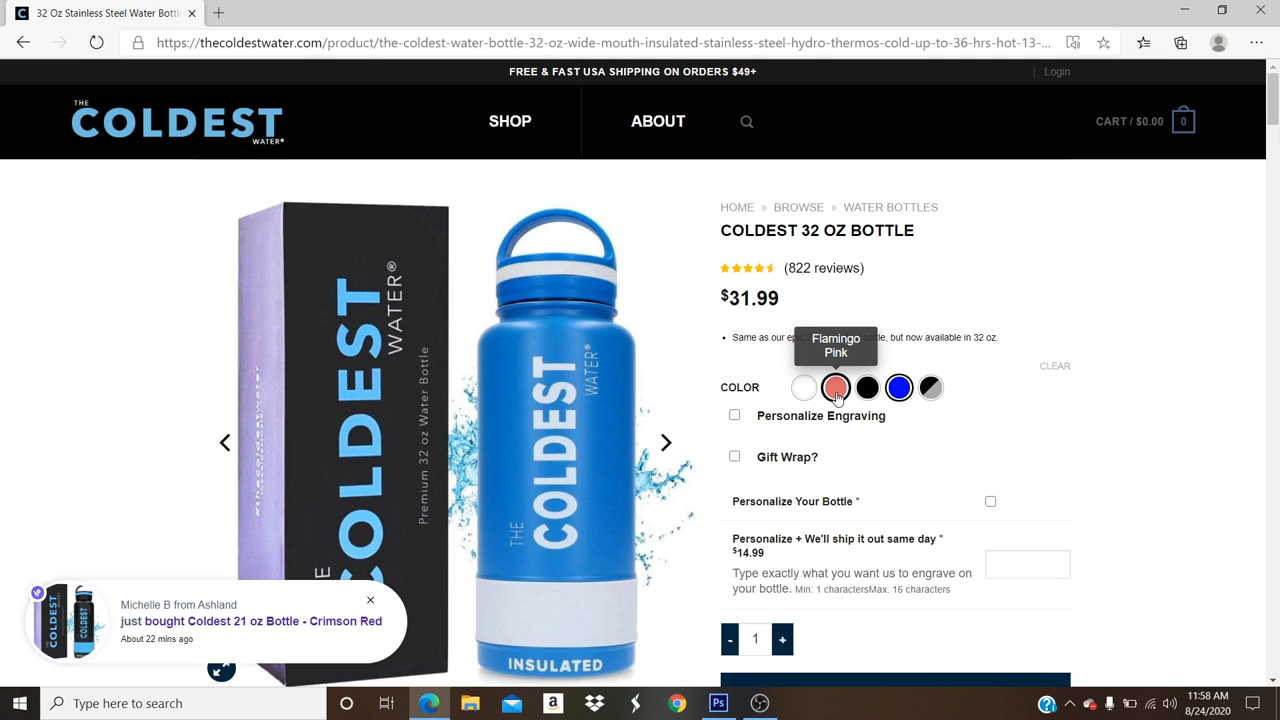 32 Oz Stainless Steel Water Bottl
https://thecoldestwater.com/product/the-coldest-water-bottle-32-oz-wide-mouth-insulated-stainless-steel-hydro-thermos-cold-up-to-36-hrs-hot-13-...
FREE & FAST USA SHIPPING ON ORDERS $49+
Login
THE
COLDEST
WATER®
SHOP
ABOUT
CART / $0.00
0
HOME » BROWSE » WATER BOTTLES
COLDEST 32 OZ BOTTLE
(822 reviews)
$31.99
• Same as our epic, but now available in 32 oz.
Flamingo
Pink
CLEAR
COLOR
Personalize Engraving
Gift Wrap?
Personalize Your Bottle *
Personalize + We'll ship it out same day *
$14.99
Type exactly what you want us to engrave on
your bottle. Min: 1 charactersMax: 16 characters
- 1 +
THE
COLDEST
WATER®
Premium 32 oz Water Bottle
THE
COLDEST
WATER®
INSULATED
Michelle B from Ashland
just bought Coldest 21 oz Bottle - Crimson Red
About 22 mins ago
Type here to search
11:58 AM
8/24/2020